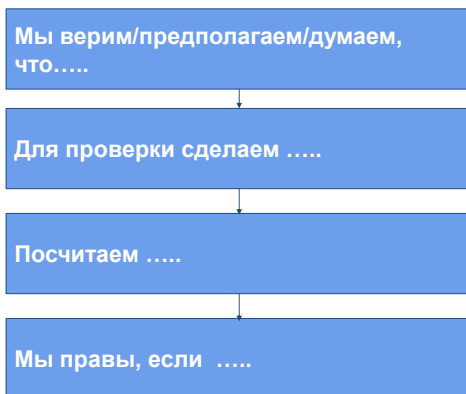 Мы верим/предполагаем/думаем,
что…..
Для проверки сделаем …..
Посчитаем …..
Мы правы, если …..